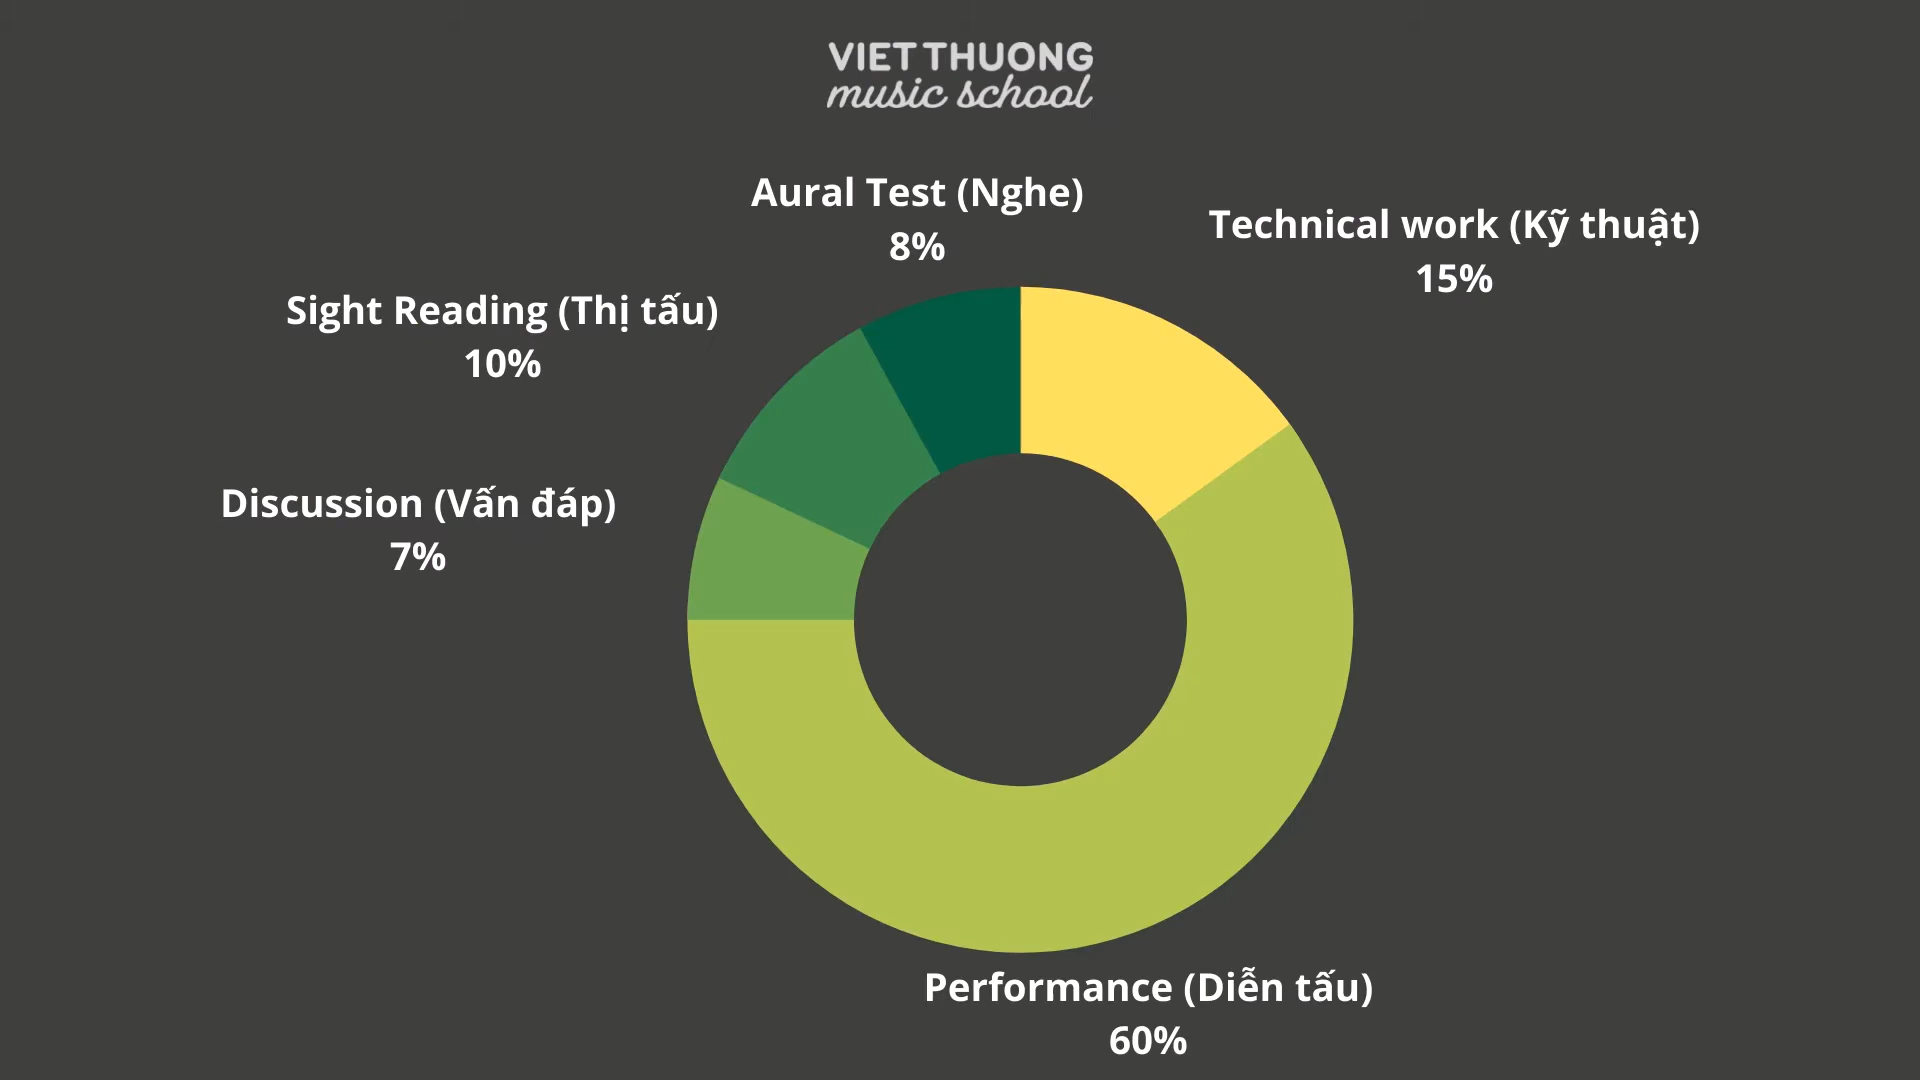 VIET THUONG
music school
Aural Test (Nghe)
8%
Technical work (Kỹ thuật)
15%
Sight Reading (Thị tấu)
10%
Discussion (Vấn đáp)
7%
Performance (Diễn tấu)
60%